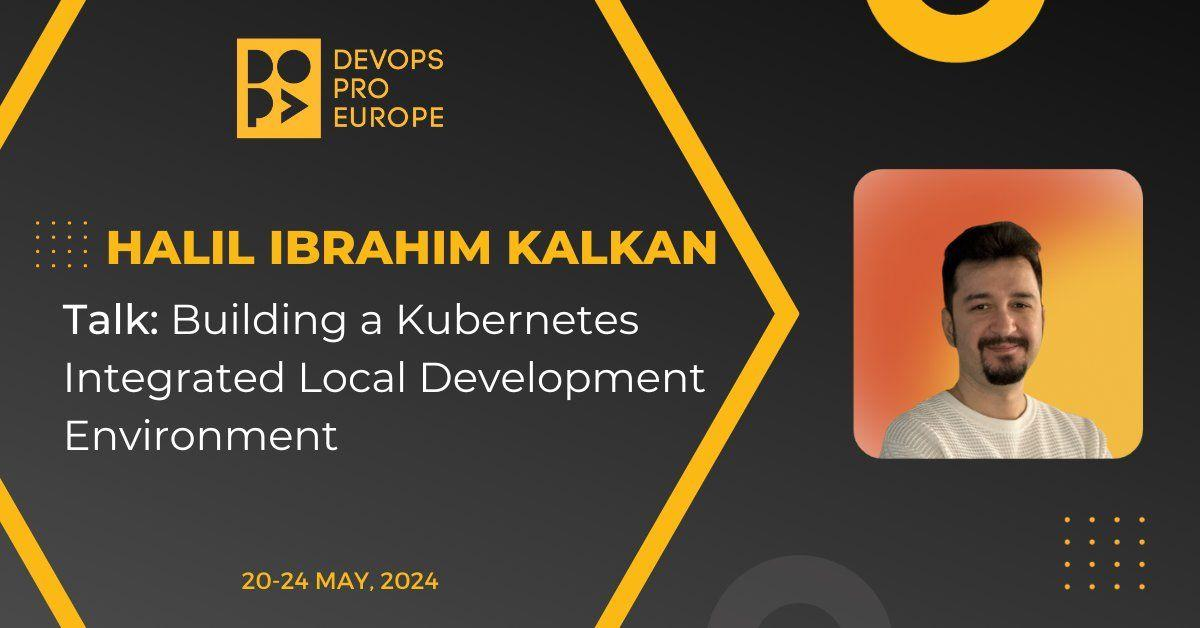 DEVOPS
PRO
EUROPE
HALIL IBRAHIM KALKAN
Talk: Building a Kubernetes
Integrated Local Development
Environment
20-24 MAY, 2024